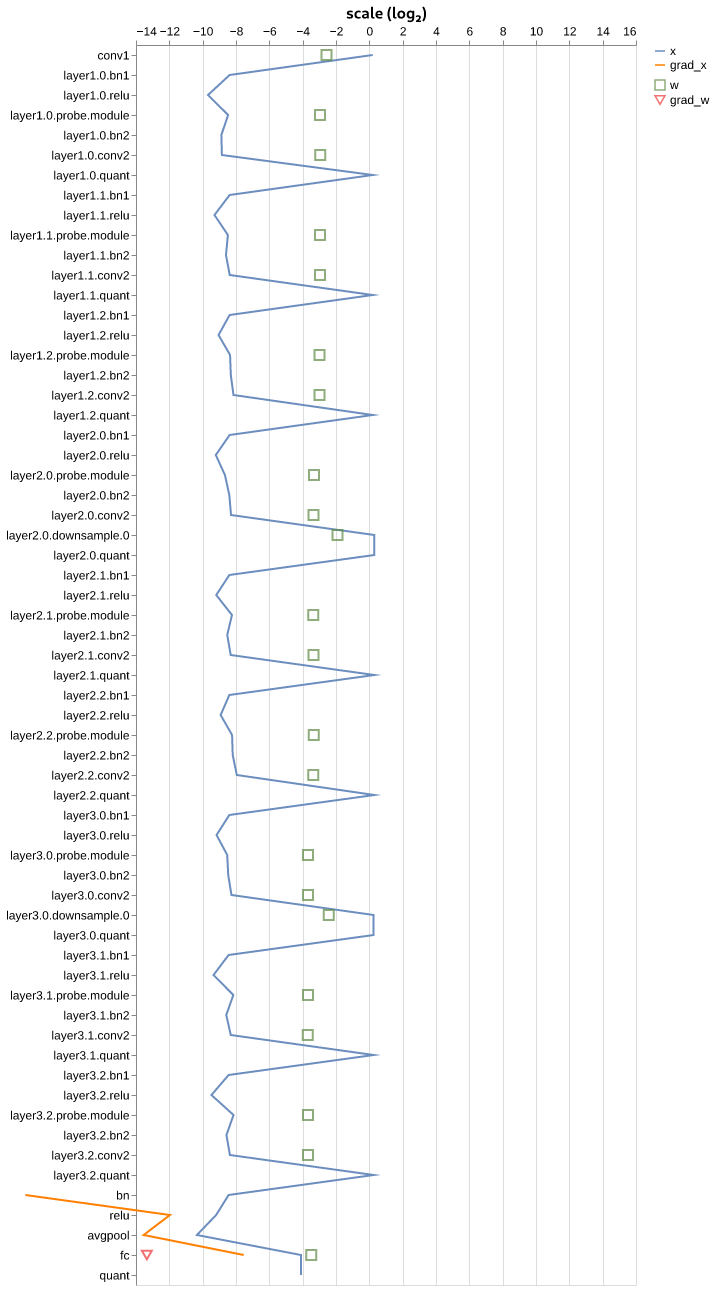 scale (log₂)
−14 −12 −10 −8 −6 −4 −2 0 2 4 6 8 10 12 14 16
x
grad_x
w
grad_w
conv1
layer1.0.bn1
layer1.0.relu
layer1.0.probe.module
layer1.0.bn2
layer1.0.conv2
layer1.0.quant
layer1.1.bn1
layer1.1.relu
layer1.1.probe.module
layer1.1.bn2
layer1.1.conv2
layer1.1.quant
layer1.2.bn1
layer1.2.relu
layer1.2.probe.module
layer1.2.bn2
layer1.2.conv2
layer1.2.quant
layer2.0.bn1
layer2.0.relu
layer2.0.probe.module
layer2.0.bn2
layer2.0.conv2
layer2.0.downsample.0
layer2.0.quant
layer2.1.bn1
layer2.1.relu
layer2.1.probe.module
layer2.1.bn2
layer2.1.conv2
layer2.1.quant
layer2.2.bn1
layer2.2.relu
layer2.2.probe.module
layer2.2.bn2
layer2.2.conv2
layer2.2.quant
layer3.0.bn1
layer3.0.relu
layer3.0.probe.module
layer3.0.bn2
layer3.0.conv2
layer3.0.downsample.0
layer3.0.quant
layer3.1.bn1
layer3.1.relu
layer3.1.probe.module
layer3.1.bn2
layer3.1.conv2
layer3.1.quant
layer3.2.bn1
layer3.2.relu
layer3.2.probe.module
layer3.2.bn2
layer3.2.conv2
layer3.2.quant
bn
relu
avgpool
fc
quant